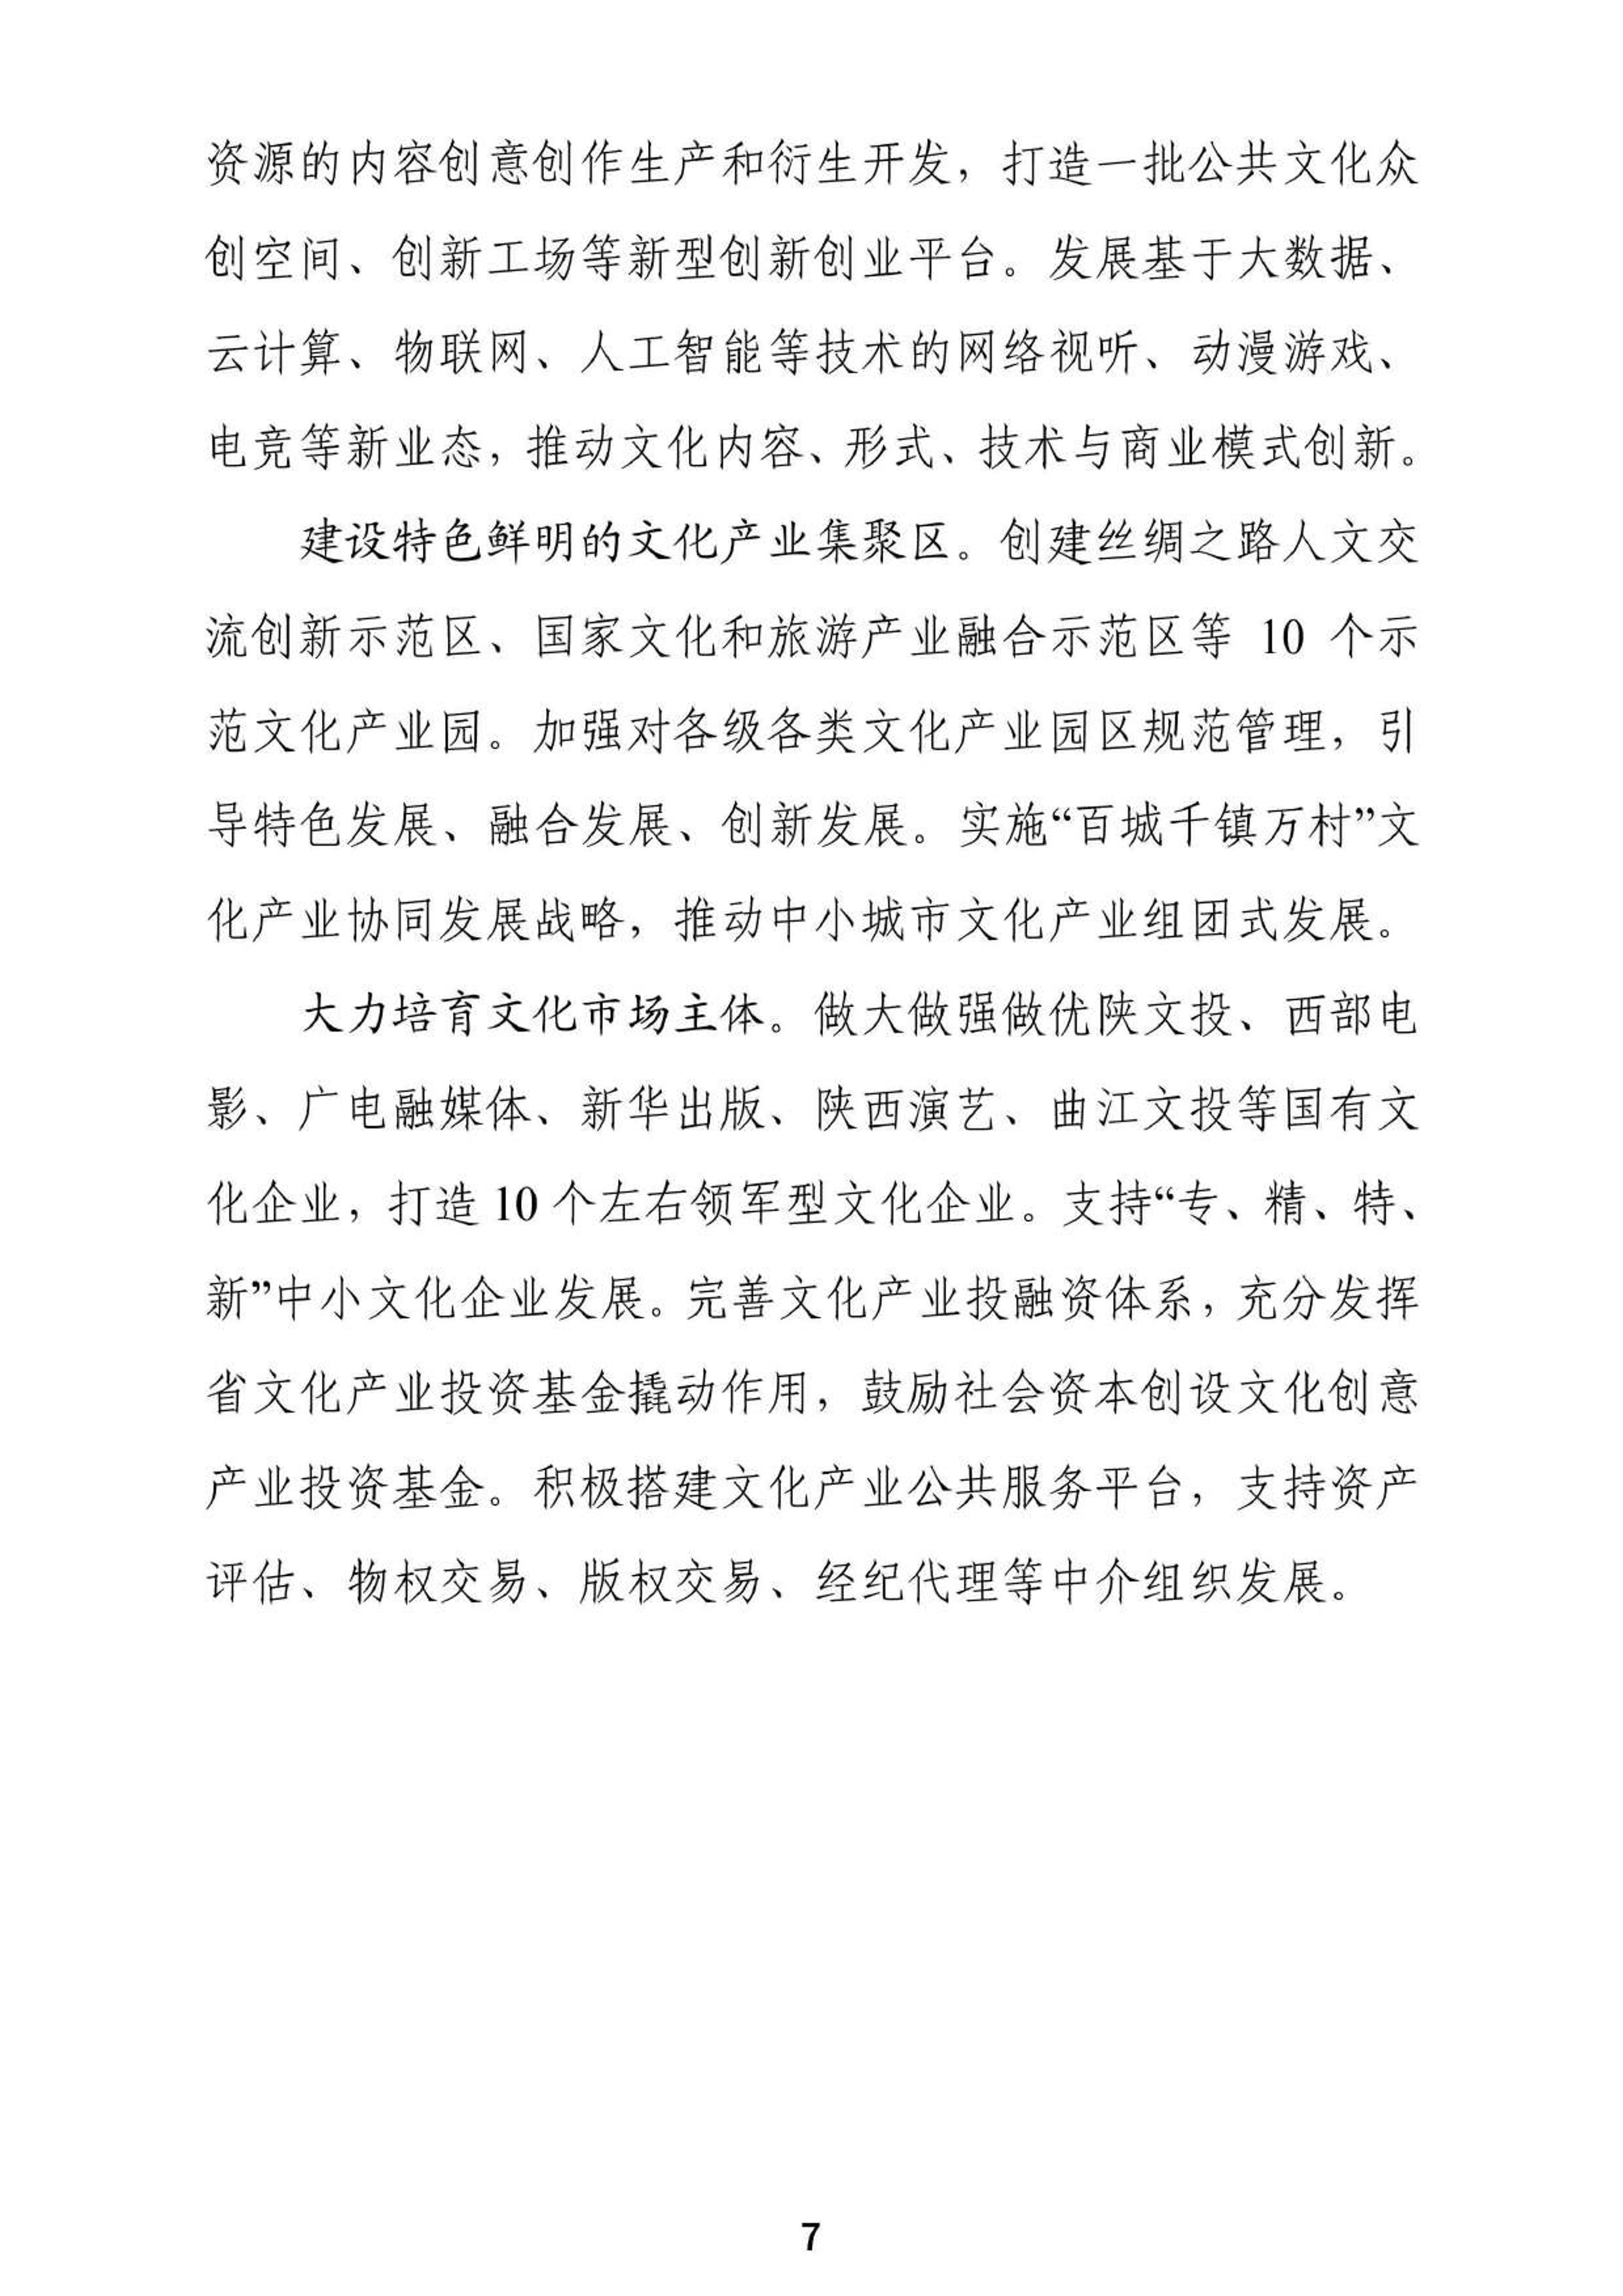 资源的内容创意创作生产和衍生开发，打造一批公共文化众
创空间、创新工场等新型创新创业平台。发展基于大数据、
云计算、物联网、人工智能等技术的网络视听、动漫游戏、
电竞等新业态，推动文化内容、形式、技术与商业模式创新。
建设特色鲜明的文化产业集聚区。创建丝绸之路人文交
流创新示范区、国家文化和旅游产业融合示范区等 10 个示
范文化产业园。加强对各级各类文化产业园区规范管理，引
导特色发展、融合发展、创新发展。实施“百城千镇万村”文
化产业协同发展战略，推动中小城市文化产业组团式发展。
大力培育文化市场主体。做大做强做优陕文投、西部电
影、广电融媒体、新华出版、陕西演艺、曲江文投等国有文
化企业，打造 10 个左右领军型文化企业。支持“专、精、特、
新”中小文化企业发展。完善文化产业投融资体系，充分发挥
省文化产业投资基金撬动作用，鼓励社会资本创设文化创意
产业投资基金。积极搭建文化产业公共服务平台，支持资产
评估、物权交易、版权交易、经纪代理等中介组织发展。
7